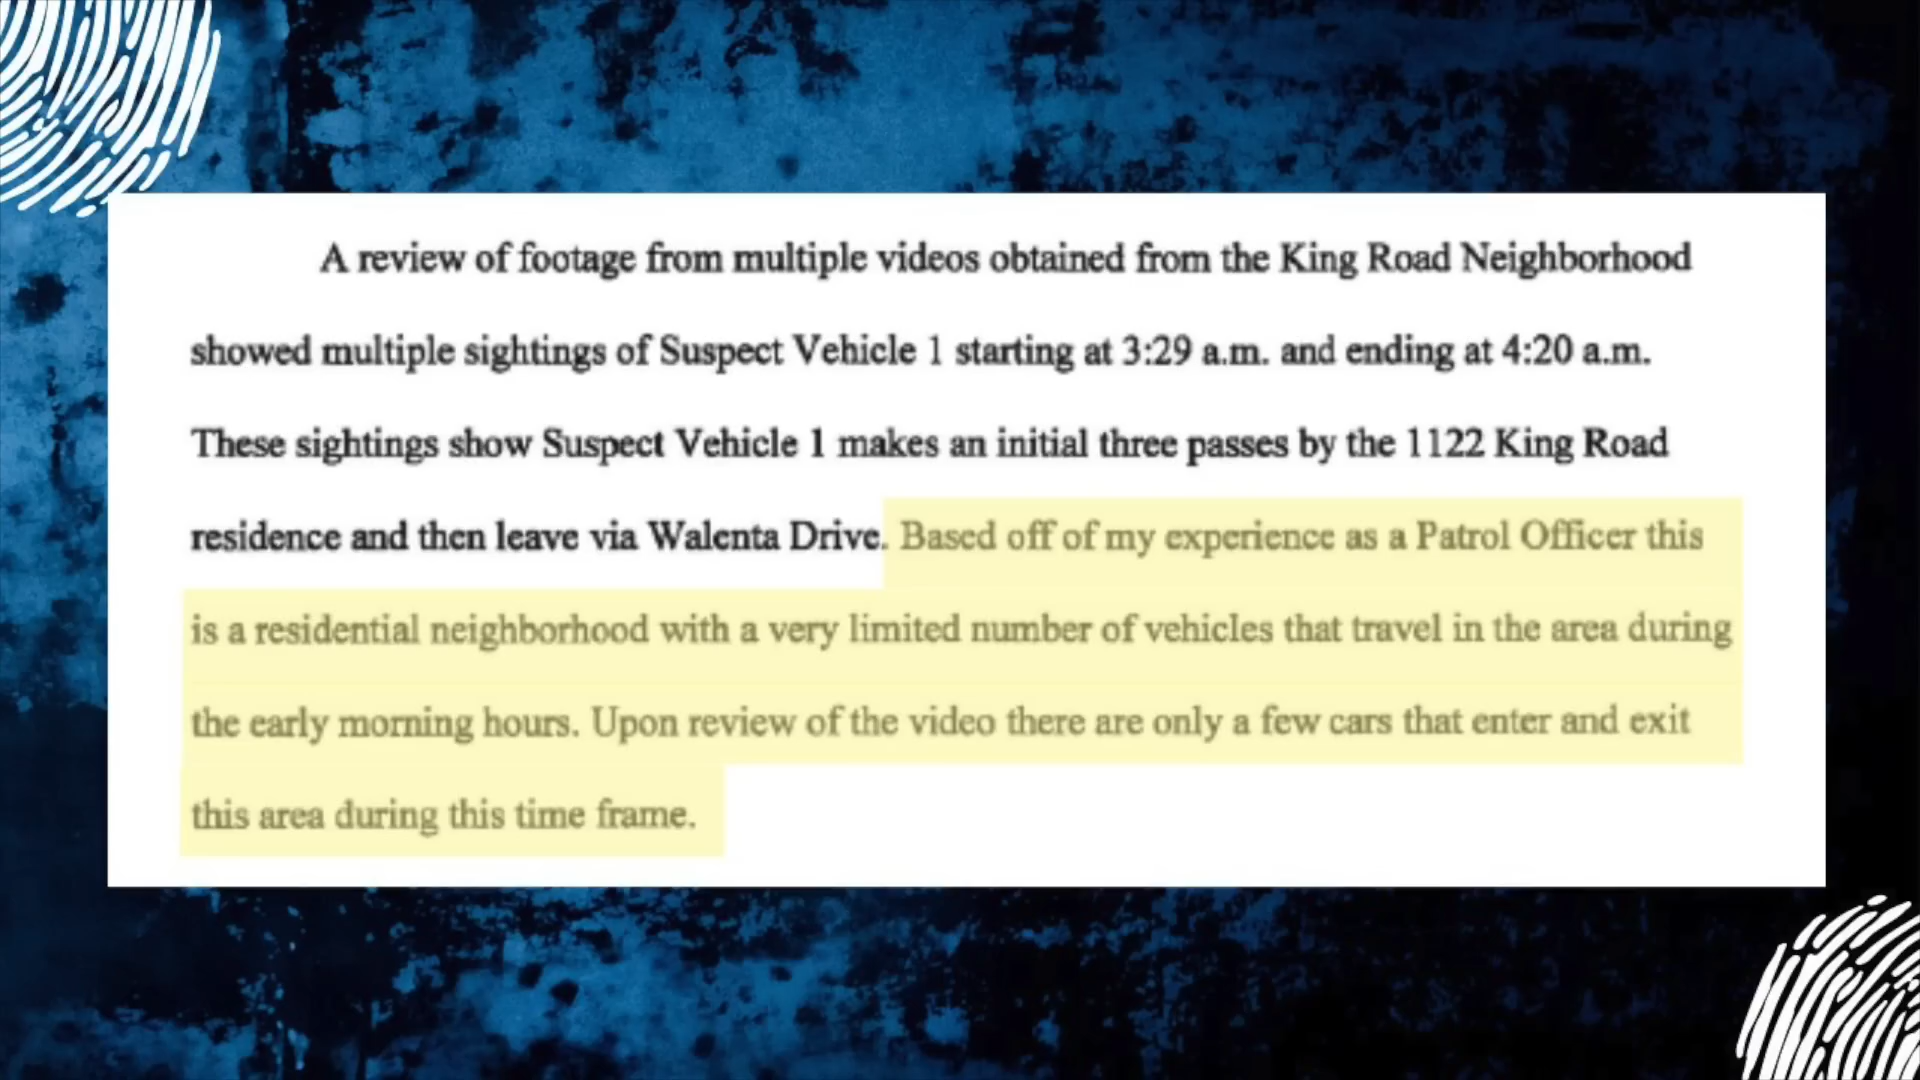 A review of footage from multiple videos obtained from the King Road Neighborhood
showed multiple sightings of Suspect Vehicle 1 starting at 3:29 a.m. and ending at 4:20 a.m.
These sightings show Suspect Vehicle 1 makes an initial three passes by the 1122 King Road
residence and then leave via Walenta Drive. Based off of my experience as a Patrol Officer this
is a residential neighborhood with a very limited number of vehicles that travel in the area during
the early morning hours. Upon review of the video there are only a few cars that enter and exit
this area during this time frame.